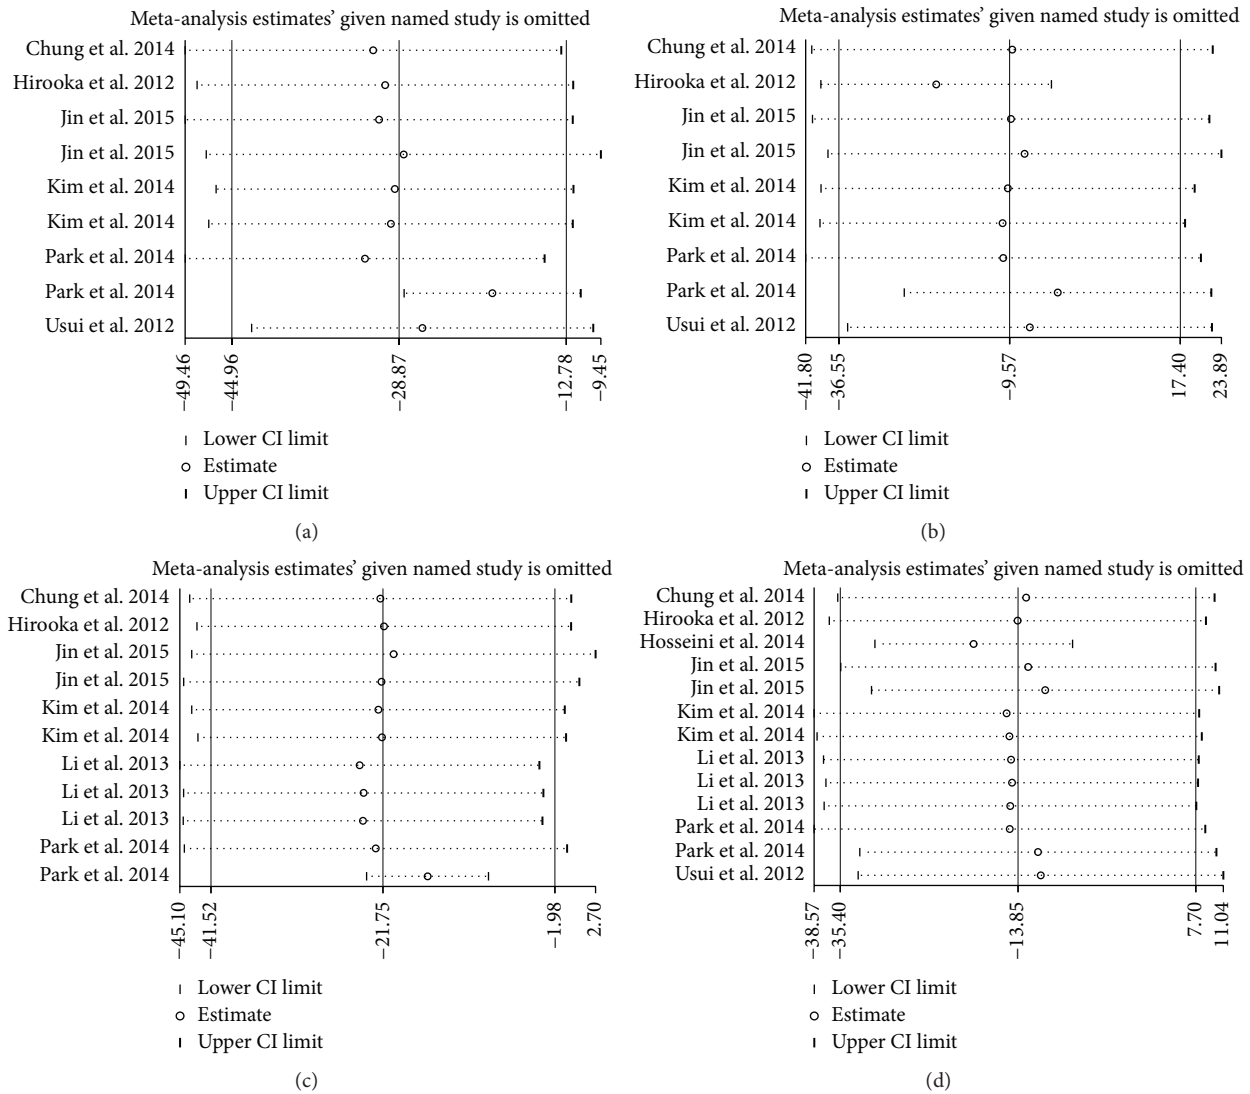 Meta-analysis estimates’ given named study is omitted
Chung et al. 2014
Hirooka et al. 2012
Jin et al. 2015
Jin et al. 2015
Kim et al. 2014
Kim et al. 2014
Park et al. 2014
Park et al. 2014
Usui et al. 2012
−49.46
−44.96
−28.87
−12.78
−9.45
Lower CI limit
Estimate
Upper CI limit
(a)
Meta-analysis estimates’ given named study is omitted
Chung et al. 2014
Hirooka et al. 2012
Jin et al. 2015
Jin et al. 2015
Kim et al. 2014
Kim et al. 2014
Park et al. 2014
Park et al. 2014
Usui et al. 2012
−41.80
−36.55
−9.57
17.40
23.89
Lower CI limit
Estimate
Upper CI limit
(b)
Meta-analysis estimates’ given named study is omitted
Chung et al. 2014
Hirooka et al. 2012
Jin et al. 2015
Jin et al. 2015
Kim et al. 2014
Kim et al. 2014
Li et al. 2013
Li et al. 2013
Li et al. 2013
Park et al. 2014
Park et al. 2014
−45.10
−41.52
−21.75
−1.98
2.70
Lower CI limit
Estimate
Upper CI limit
(c)
Meta-analysis estimates’ given named study is omitted
Chung et al. 2014
Hirooka et al. 2012
Hosseini et al. 2014
Jin et al. 2015
Jin et al. 2015
Kim et al. 2014
Kim et al. 2014
Li et al. 2013
Li et al. 2013
Li et al. 2013
Park et al. 2014
Park et al. 2014
Usui et al. 2012
−38.57
−35.40
−13.85
7.70
11.04
Lower CI limit
Estimate
Upper CI limit
(d)